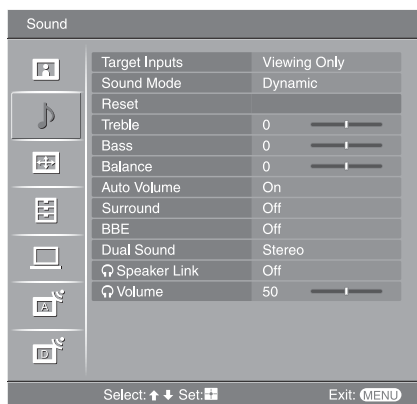 Sound
Target Inputs Viewing Only
Sound Mode Dynamic
Reset
Treble 0
Bass 0
Balance 0
Auto Volume On
Surround Off
BBE Off
Dual Sound Stereo
Speaker Link Off
Volume 50
A
D
Select: Set: Exit: MENU